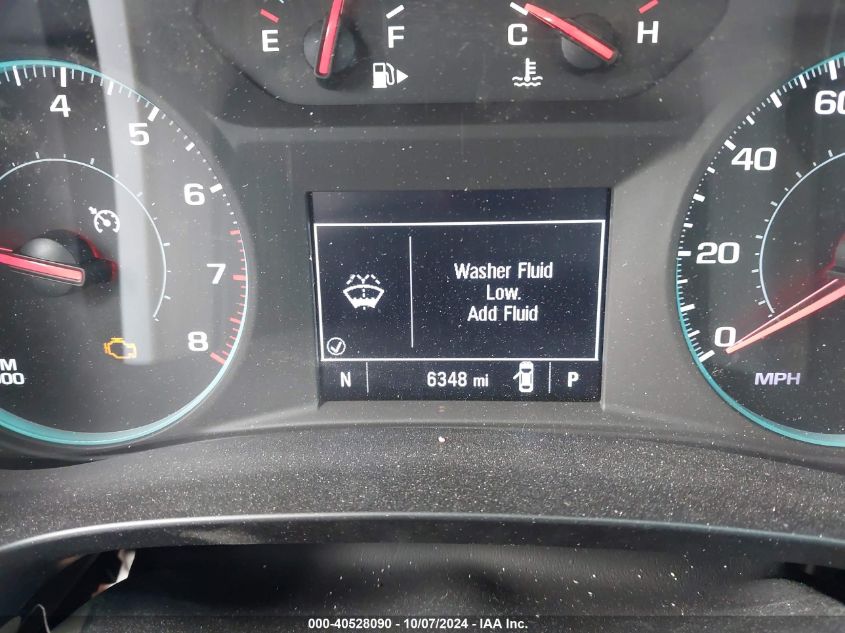 E F C H
4
5
6
7
8
60
40
20
0
MPH
Washer Fluid
Low.
Add Fluid
N 6348 mi P
000-40528090 - 10/07/2024 - IAA Inc.